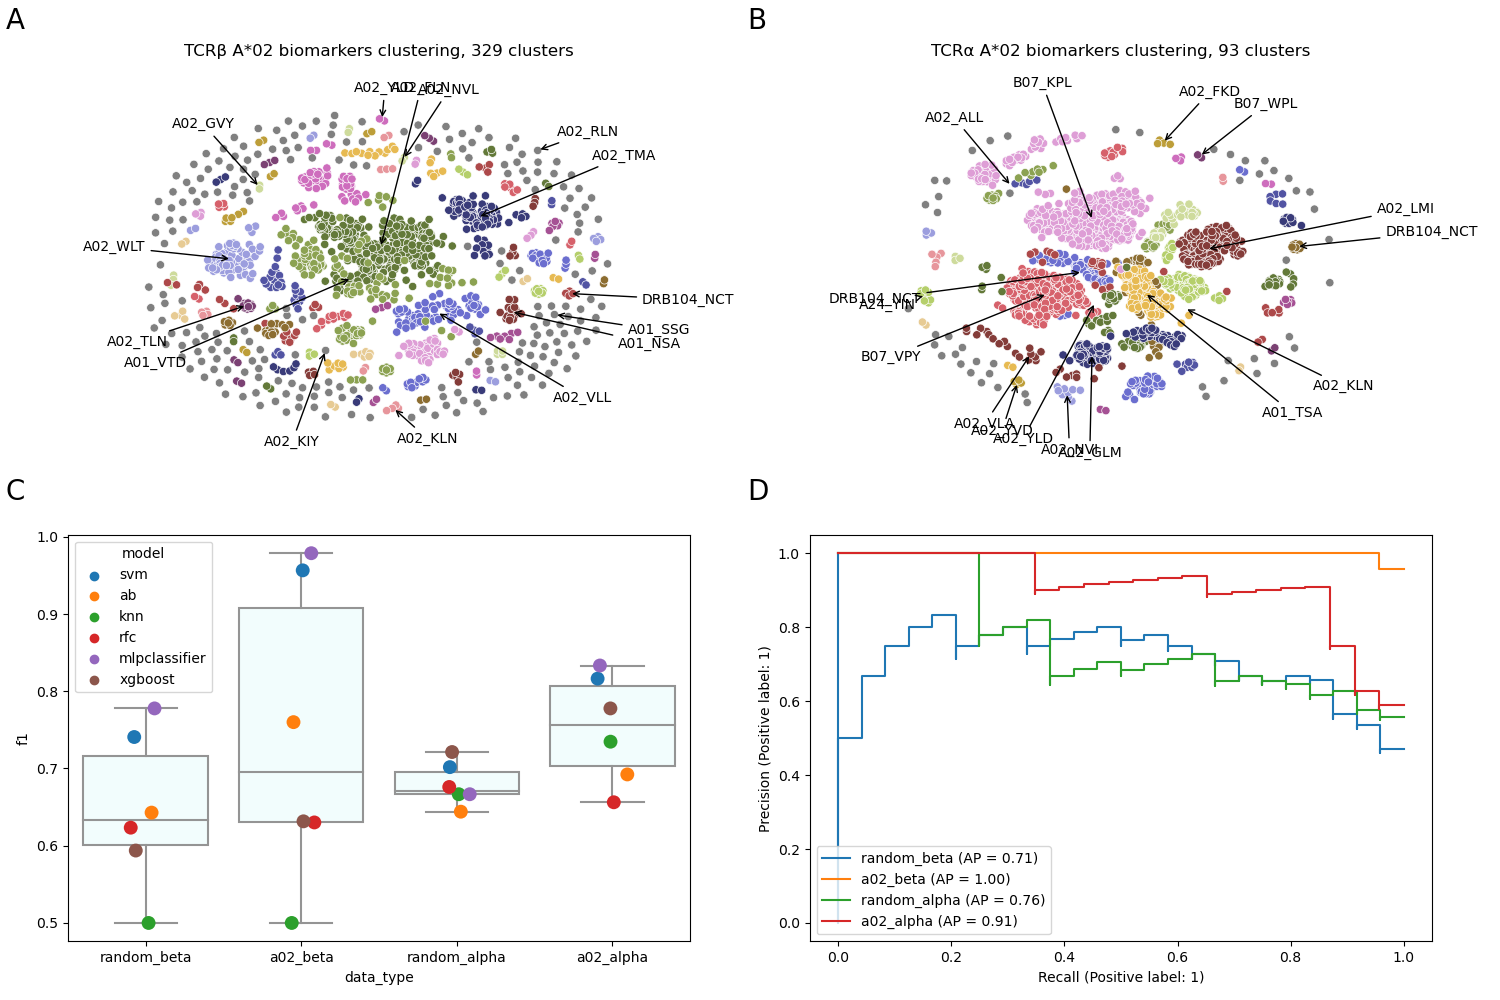 A
TCRβ A*02 biomarkers clustering, 329 clusters
A02_YLD
A02_FLN
A02_NVL
A02_GVY
A02_RLN
A02_TMA
A02_WLT
DRB104_NCT
A01_SSG
A01_NSA
A02_TLN
A01_VTD
A02_VLL
A02_KIY
A02_KLN
B
TCRα A*02 biomarkers clustering, 93 clusters
B07_KPL
A02_FKD
B07_WPL
A02_ALL
A02_LMI
DRB104_NCT
DRB104_NCT
A24_YIN
B07_VPY
A02_KLN
A01_TSA
A02_VLA
A02_YVD
A02_YLD
A02_NVL
A02_GLM
C
1.0
0.9
0.8
0.7
0.6
0.5
f1
model
svm
ab
knn
rfc
mlpclassifier
xgboost
random_beta
a02_beta
random_alpha
a02_alpha
data_type
D
1.0
0.8
0.6
0.4
0.2
0.0
Precision (Positive label: 1)
random_beta (AP = 0.71)
a02_beta (AP = 1.00)
random_alpha (AP = 0.76)
a02_alpha (AP = 0.91)
0.0
0.2
0.4
0.6
0.8
1.0
Recall (Positive label: 1)